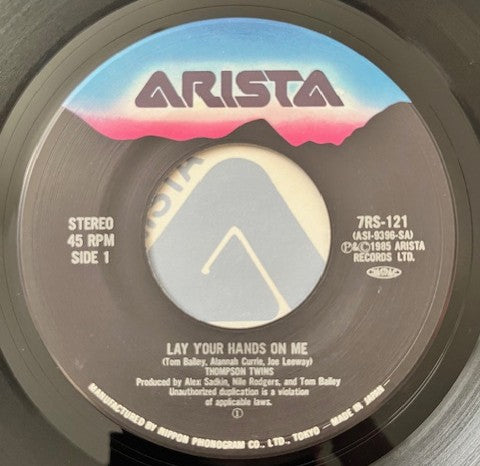 ARISTA
STEREO
45 RPM
SIDE 1
7RS-121
(ASI-9396-SA)
Ⓟ&©1985 ARISTA
RECORDS LTD.
ARISTA
LAY YOUR HANDS ON ME
(Tom Bailey, Alannah Currie, Joe Leeway)
THOMPSON TWINS
Produced by Alex Sadkin, Nile Rodgers, and Tom Bailey
Unauthorized duplication is a violation
of applicable laws.
①
MANUFACTURED BY NIPPON PHONOGRAM CO., LTD., TOKYO —MADE IN JAPAN—